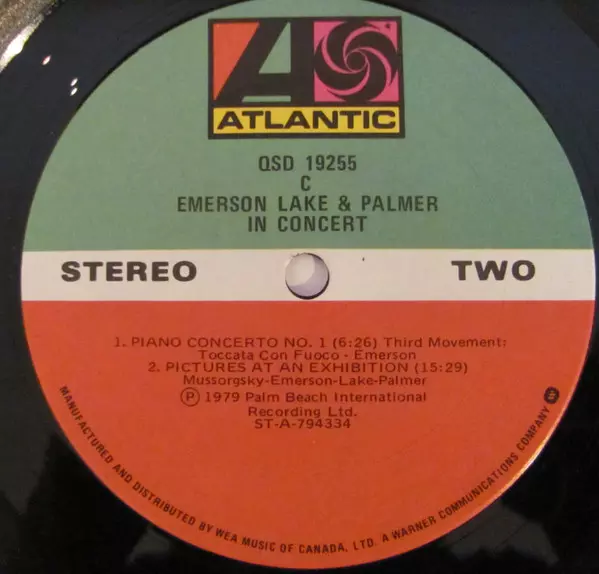 ATLANTIC
QSD 19255
C
EMERSON LAKE & PALMER
IN CONCERT
STEREO TWO
1. PIANO CONCERTO NO. 1 (6:26) Third Movement:
Toccata Con Fuoco - Emerson
2. PICTURES AT AN EXHIBITION (15:29)
Mussorgsky-Emerson-Lake-Palmer
℗ 1979 Palm Beach International
Recording Ltd.
ST-A-794334
MANUFACTURED AND DISTRIBUTED BY WEA MUSIC OF CANADA, LTD. A WARNER COMMUNICATIONS COMPANY